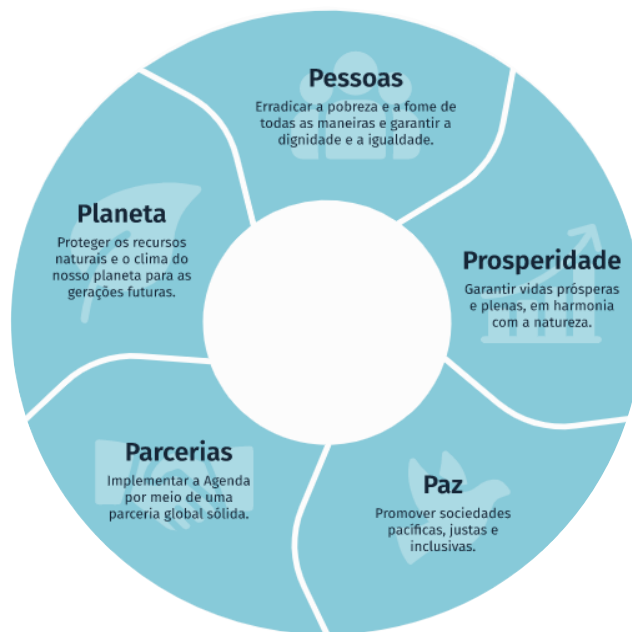 Pessoas
Erradicar a pobreza e a fome de
todas as maneiras e garantir a
dignidade e a igualdade.
Planeta
Proteger os recursos
naturais e o clima do
nosso planeta para as
gerações futuras.
Prosperidade
Garantir vidas prósperas
e plenas, em harmonia
com a natureza.
Parcerias
Implementar a Agenda
por meio de uma
parceria global sólida.
Paz
Promover sociedades
pacíficas, justas e
inclusivas.